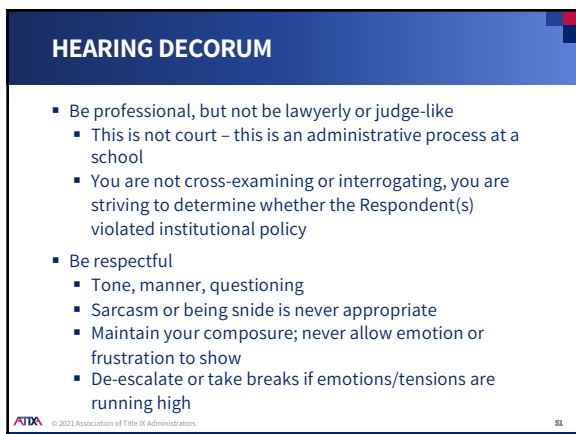 HEARING DECORUM
▪ Be professional, but not be lawyerly or judge-like
▪ This is not court – this is an administrative process at a
school
▪ You are not cross-examining or interrogating, you are
striving to determine whether the Respondent(s)
violated institutional policy
▪ Be respectful
▪ Tone, manner, questioning
▪ Sarcasm or being snide is never appropriate
▪ Maintain your composure; never allow emotion or
frustration to show
▪ De-escalate or take breaks if emotions/tensions are
running high
ATIXA © 2021 Association of Title IX Administrators 51